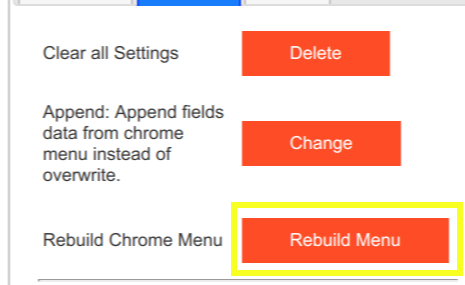 Clear all Settings Delete
Append: Append fields
data from chrome
menu instead of
overwrite.
Change
Rebuild Chrome Menu Rebuild Menu